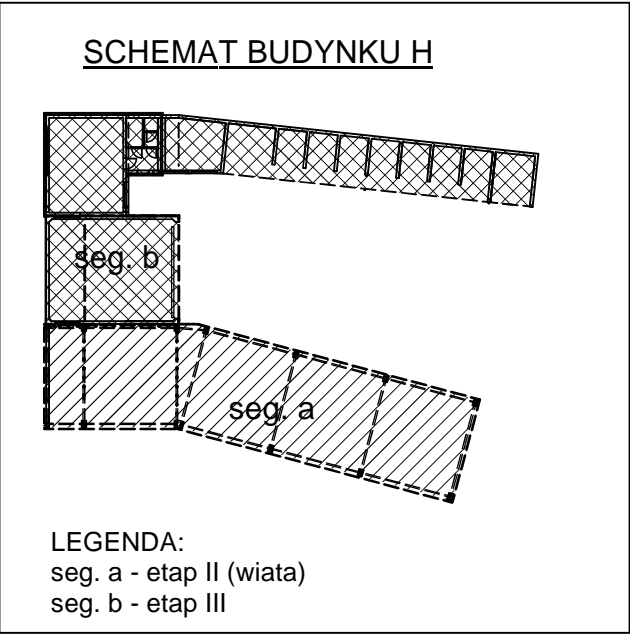 SCHEMAT BUDYNKU H
seg. b
seg. a
LEGENDA:
seg. a - etap II (wiata)
seg. b - etap III